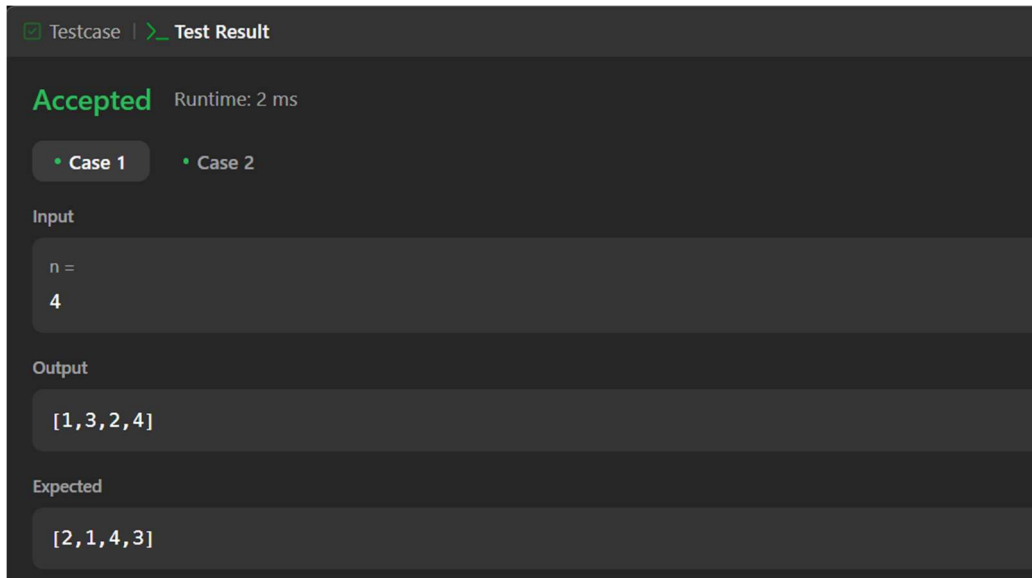 Testcase | >_ Test Result
Accepted Runtime: 2 ms
• Case 1 • Case 2
Input
n =
4
Output
[1,3,2,4]
Expected
[2,1,4,3]